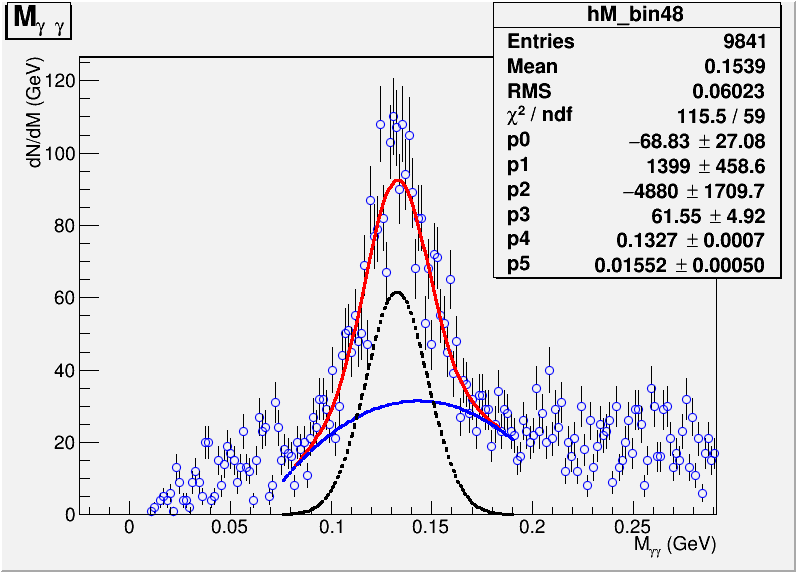 Mγ γ
hM_bin48
Entries 9841
Mean 0.1539
RMS 0.06023
χ² / ndf 115.5 / 59
p0 −68.83 ± 27.08
p1 1399 ± 458.6
p2 −4880 ± 1709.7
p3 61.55 ± 4.92
p4 0.1327 ± 0.0007
p5 0.01552 ± 0.00050
dN/dM (GeV)
120
100
80
60
40
20
0
0 0.05 0.1 0.15 0.2 0.25
Mγγ (GeV)